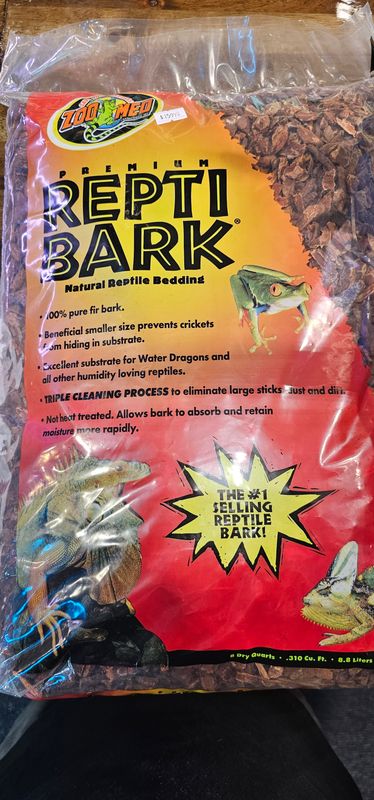 ZOO MED
PREMIUM
REPTI
BARK®
Natural Reptile Bedding
• 100% pure fir bark.
• Beneficial smaller size prevents crickets
from hiding in substrate.
• Excellent substrate for Water Dragons and
all other humidity loving reptiles.
• TRIPLE CLEANING PROCESS to eliminate large sticks dust and dirt.
• Not heat treated. Allows bark to absorb and retain
moisture more rapidly.
THE #1
SELLING
REPTILE
BARK!
Dry Quarts • .310 Cu. Ft. • 8.8 Liters